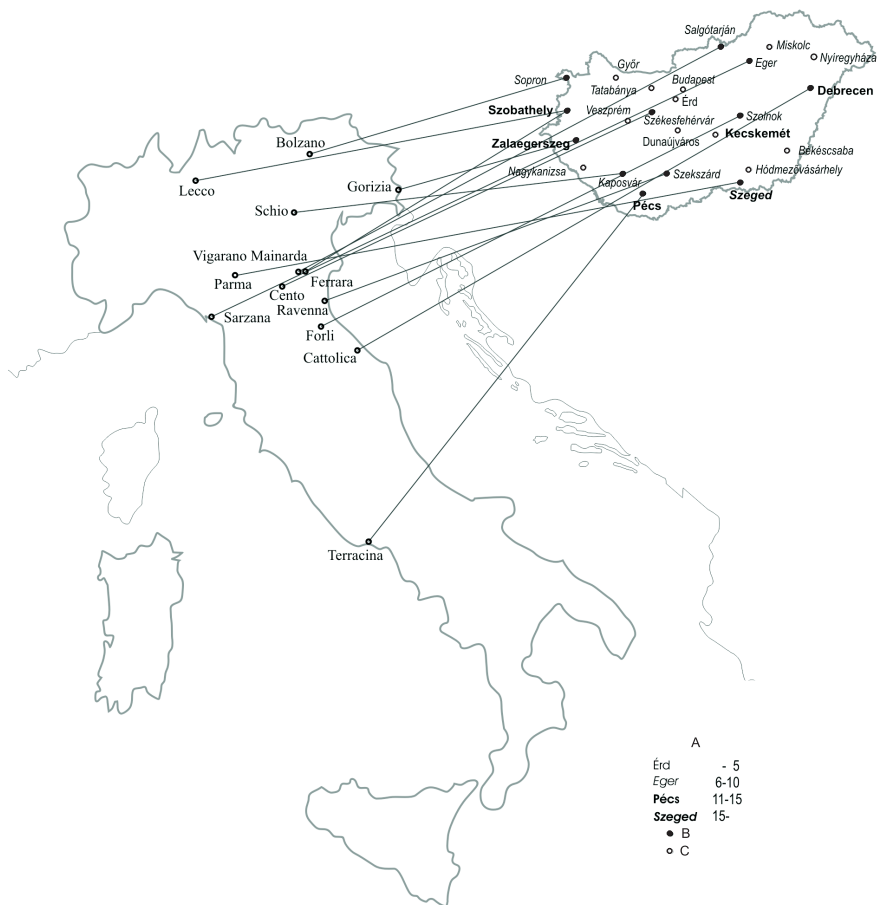 Salgótarján
Miskolc
Győr
Eger
Nyíregyháza
Sopron
Tatabánya
Budapest
Debrecen
Érd
Szobathely
Veszprém
Székesfehérvár
Szolnok
Zalaegerszeg
Dunaújváros
Kecskemét
Bolzano
Békéscsaba
Nagykanizsa
Kaposvár
Szekszárd
Hódmezővásárhely
Lecco
Gorizia
Szeged
Schio
Pécs
Vigarano Mainarda
Parma
Ferrara
Cento
Ravenna
Sarzana
Forli
Cattolica
Terracina
A
Érd - 5
Eger 6-10
Pécs 11-15
Szeged 15-
B
C